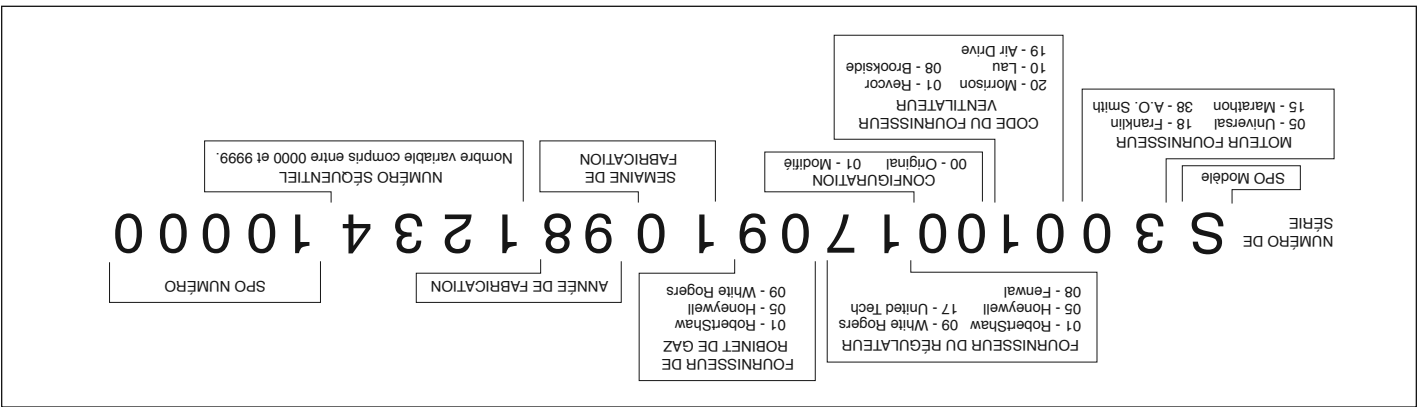 FOURNISSEUR DU RÉGULATEUR
01 - RobertShaw 09 - White Rogers
05 - Honeywell 17 - United Tech
08 - Fenwal
FOURNISSEUR DE
ROBINET DE GAZ
01 - RobertShaw
05 - Honeywell
09 - White Rogers
ANNÉE DE FABRICATION
SPO NUMÉRO
NUMÉRO DE
SÉRIE
S 3 0 0 1 0 0 1 7 0 9 1 0 9 8 1 2 3 4 1 0 0 0 0
SPO Modèle
MOTEUR FOURNISSEUR
05 - Universal 18 - Franklin
15 - Marathon 38 - A.O. Smith
CONFIGURATION
00 - Original 01 - Modifié
CODE DU FOURNISSEUR
VENTILATEUR
20 - Morrison 01 - Revcor
10 - Lau 08 - Brookside
19 - Air Drive
SEMAINE DE
FABRICATION
NUMÉRO SÉQUENTIEL
Nombre variable compris entre 0000 et 9999.